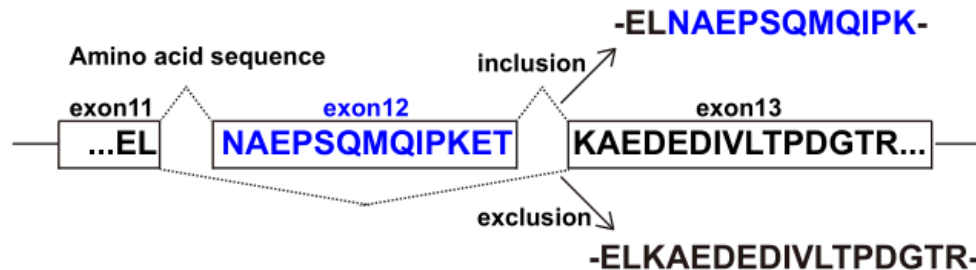 -ELNAEPSQMQIPK-
Amino acid sequence
inclusion
exon11 exon12 exon13
...EL NAEPSQMQIPKET KAEDEDIVLTPDGTR...
exclusion
-ELKAEDEDIVLTPDGTR-